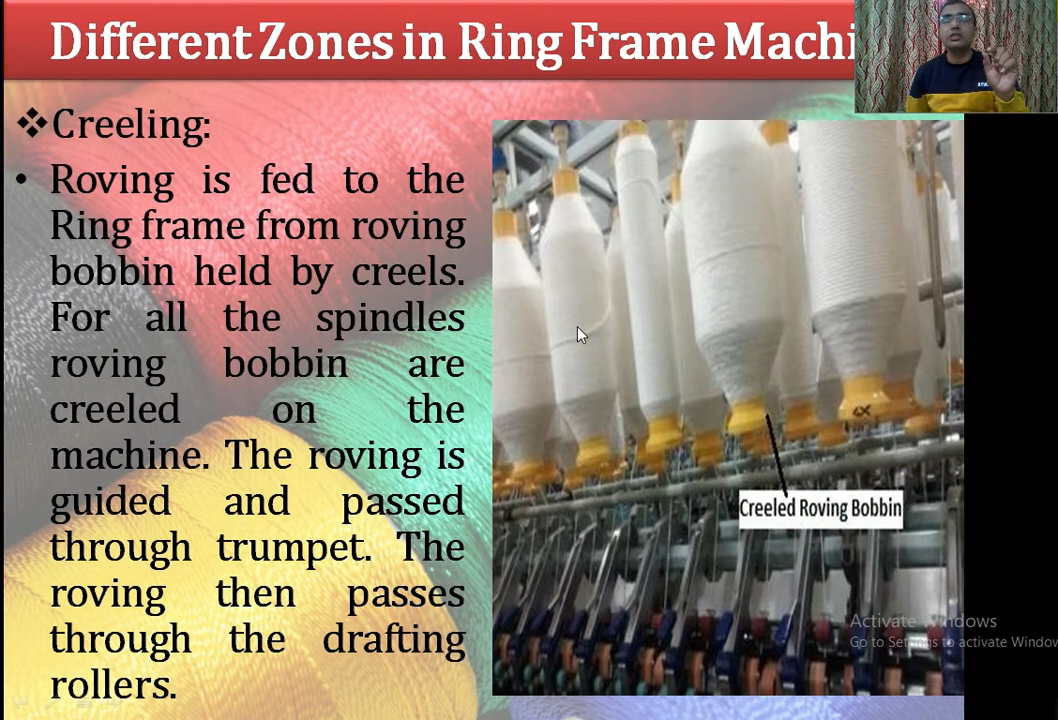 Different Zones in Ring Frame Machi
❖Creeling:
• Roving is fed to the
Ring frame from roving
bobbin held by creels.
For all the spindles
roving bobbin are
creeled on the
machine. The roving is
guided and passed
through trumpet. The
roving then passes
through the drafting
rollers.
Creeled Roving Bobbin
Activate Windows
Go to Settings to activate Window